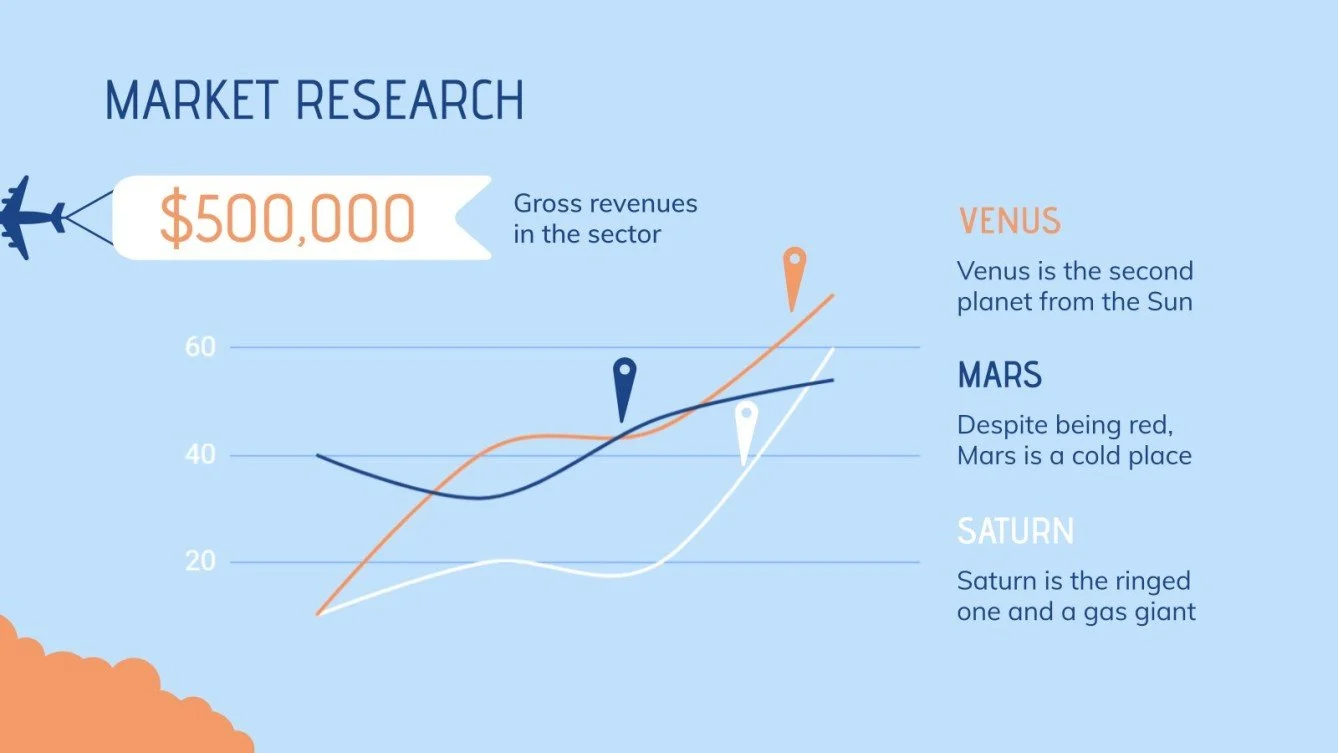 MARKET RESEARCH
$500,000
Gross revenues
in the sector
60
40
20
VENUS
Venus is the second
planet from the Sun
MARS
Despite being red,
Mars is a cold place
SATURN
Saturn is the ringed
one and a gas giant